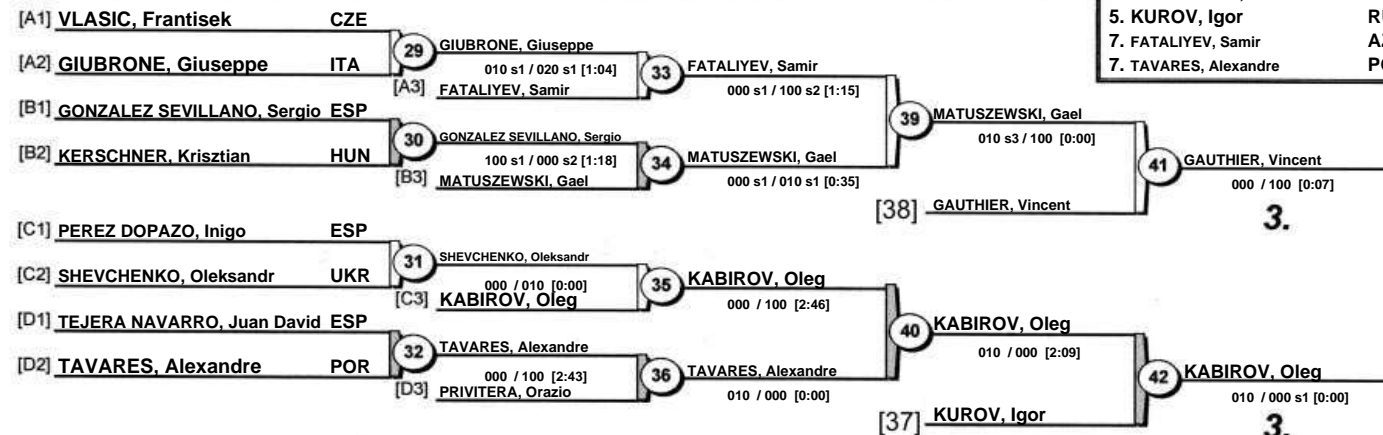 [A1] VLASIC, Frantisek CZE
[A2] GIUBRONE, Giuseppe ITA
29
GIUBRONE, Giuseppe
010 s1 / 020 s1 [1:04]
[A3] FATALIYEV, Samir
33
FATALIYEV, Samir
000 s1 / 100 s2 [1:15]
[B1] GONZALEZ SEVILLANO, Sergio ESP
[B2] KERSCHNER, Krisztian HUN
30
GONZALEZ SEVILLANO, Sergio
100 s1 / 000 s2 [1:18]
[B3] MATUSZEWSKI, Gael
34
MATUSZEWSKI, Gael
000 s1 / 010 s1 [0:35]
39
MATUSZEWSKI, Gael
010 s3 / 100 [0:00]
[38] GAUTHIER, Vincent
41
GAUTHIER, Vincent
000 / 100 [0:07]
3.
[C1] PEREZ DOPAZO, Inigo ESP
[C2] SHEVCHENKO, Oleksandr UKR
31
SHEVCHENKO, Oleksandr
000 / 010 [0:00]
[C3] KABIROV, Oleg
35
KABIROV, Oleg
000 / 100 [2:46]
[D1] TEJERA NAVARRO, Juan David ESP
[D2] TAVARES, Alexandre POR
32
TAVARES, Alexandre
000 / 100 [2:43]
[D3] PRIVITERA, Orazio
36
TAVARES, Alexandre
010 / 000 [0:00]
40
KABIROV, Oleg
010 / 000 [2:09]
[37] KUROV, Igor
42
KABIROV, Oleg
010 / 000 s1 [0:00]
3.
5. KUROV, Igor
7. FATALIYEV, Samir
7. TAVARES, Alexandre